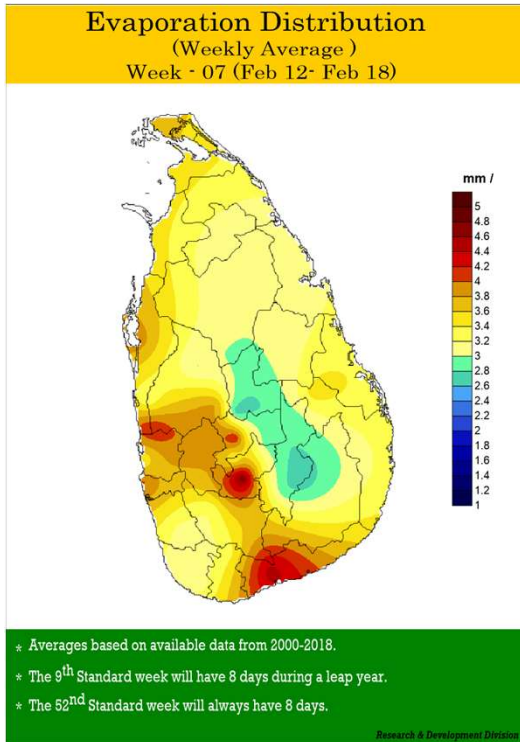 Evaporation Distribution
(Weekly Average )
Week - 07 (Feb 12- Feb 18)
mm /
5
4.8
4.6
4.4
4.2
4
3.8
3.6
3.4
3.2
3
2.8
2.6
2.4
2.2
2
1.8
1.6
1.4
1.2
1
* Averages based on available data from 2000-2018.
* The 9th Standard week will have 8 days during a leap year.
* The 52nd Standard week will always have 8 days.
Research & Development Division